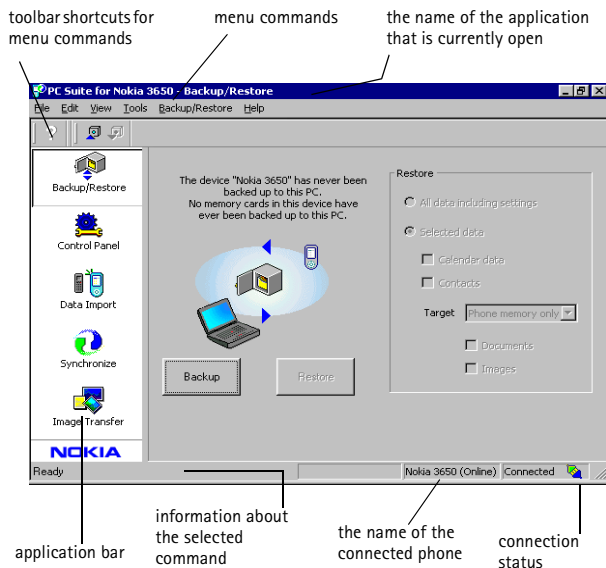 toolbar shortcuts for
menu commands
menu commands
the name of the application
that is currently open
PC Suite for Nokia 3650 - Backup/Restore
File Edit View Tools Backup/Restore Help
Backup/Restore
Control Panel
Data Import
Synchronize
Image Transfer
NOKIA
The device "Nokia 3650" has never been
backed up to this PC.
No memory cards in this device have
ever been backed up to this PC.
Backup
Restore
Restore
All data including settings
Selected data
Calendar data
Contacts
Target Phone memory only
Documents
Images
Ready
Nokia 3650 (Online) Connected
application bar
information about
the selected
command
the name of the
connected phone
connection
status